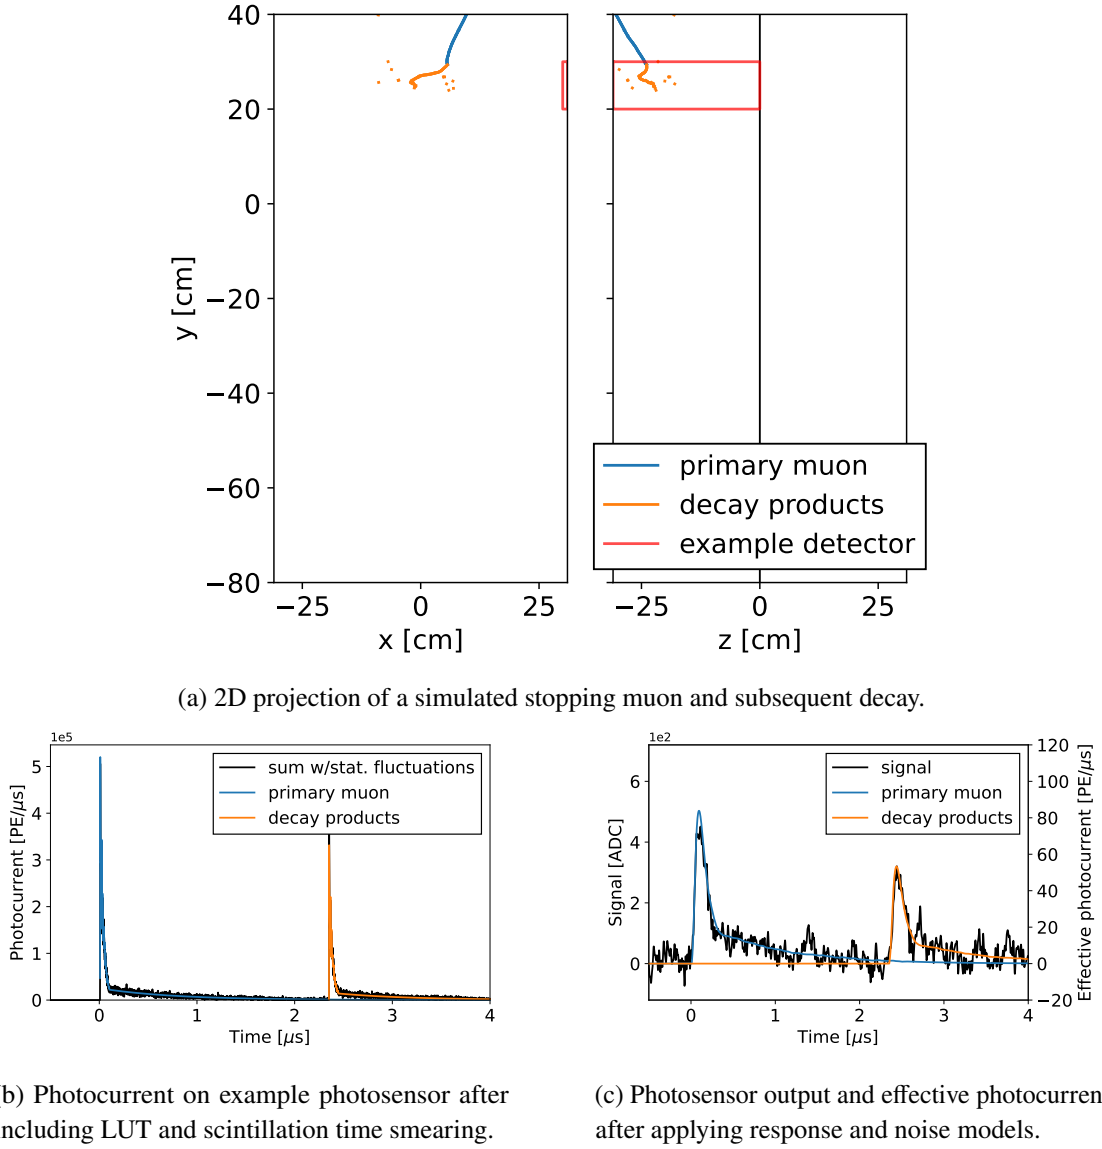 40
20
0
−20
−40
−60
−80
y [cm]
−25 0 25
x [cm]
−25 0 25
z [cm]
primary muon
decay products
example detector
(a) 2D projection of a simulated stopping muon and subsequent decay.
1e5
5
4
3
2
1
0
Photocurrent [PE/μs]
0 1 2 3 4
Time [μs]
sum w/stat. fluctuations
primary muon
decay products
1e2
6
4
2
0
Signal [ADC]
0 1 2 3 4
Time [μs]
signal
primary muon
decay products
120
100
80
60
40
20
0
−20
Effective photocurrent [PE/μs]
b) Photocurrent on example photosensor after
ncluding LUT and scintillation time smearing.
(c) Photosensor output and effective photocurren
after applying response and noise models.